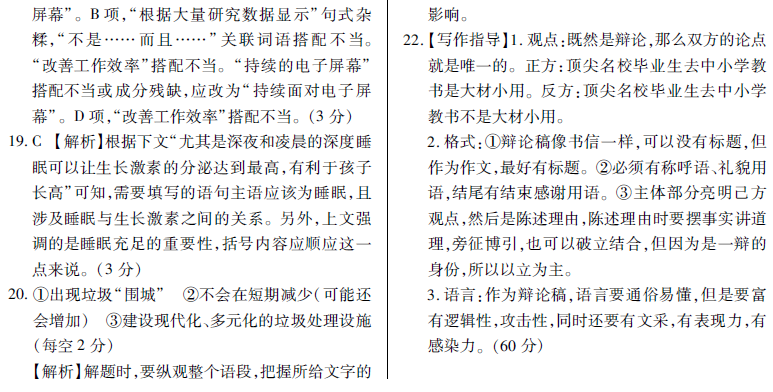 屏幕”。B 项,“根据大量研究数据显示”句式杂
糅,“不是……而且……”关联词语搭配不当。
“改善工作效率”搭配不当。“持续的电子屏幕”
搭配不当或成分残缺,应改为“持续面对电子屏
幕”。D 项,“改善工作效率”搭配不当。(3 分)
19. C 【解析】根据下文“尤其是深夜和凌晨的深度睡
眠可以让生长激素的分泌达到最高,有利于孩子
长高”可知,需要填写的语句主语应该为睡眠,且
涉及睡眠与生长激素之间的关系。另外,上文强
调的是睡眠充足的重要性,括号内容应顺应这一
点来说。(3 分)
20. ①出现垃圾“围城” ②不会在短期减少(可能还
会增加) ③建设现代化、多元化的垃圾处理设施
(每空 2 分)
【解析】解题时,要纵观整个语段,把握所给文字的
影响。
22.【写作指导】1. 观点:既然是辩论,那么双方的论点
就是唯一的。正方:顶尖名校毕业生去中小学教
书是大材小用。反方:顶尖名校毕业生去中小学
教书不是大材小用。
2. 格式:①辩论稿像书信一样,可以没有标题,但
作为作文,最好有标题。②必须有称呼语、礼貌用
语,结尾有结束感谢用语。③主体部分亮明己方
观点,然后是陈述理由,陈述理由时要摆事实讲道
理,旁征博引,也可以破立结合,但因为是一辩的
身份,所以以立为主。
3. 语言:作为辩论稿,语言要通俗易懂,但是要富
有逻辑性,攻击性,同时还要有文采,有表现力,有
感染力。(60 分)